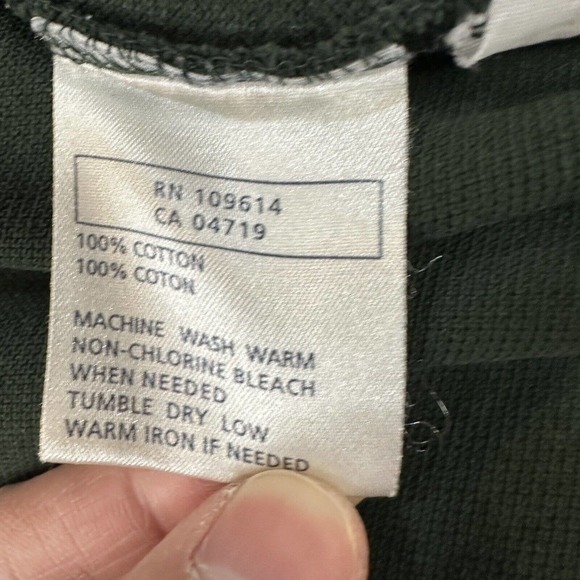 RN 109614
CA 04719
100% COTTON
100% COTON
MACHINE WASH WARM
NON-CHLORINE BLEACH
WHEN NEEDED
TUMBLE DRY LOW
WARM IRON IF NEEDED